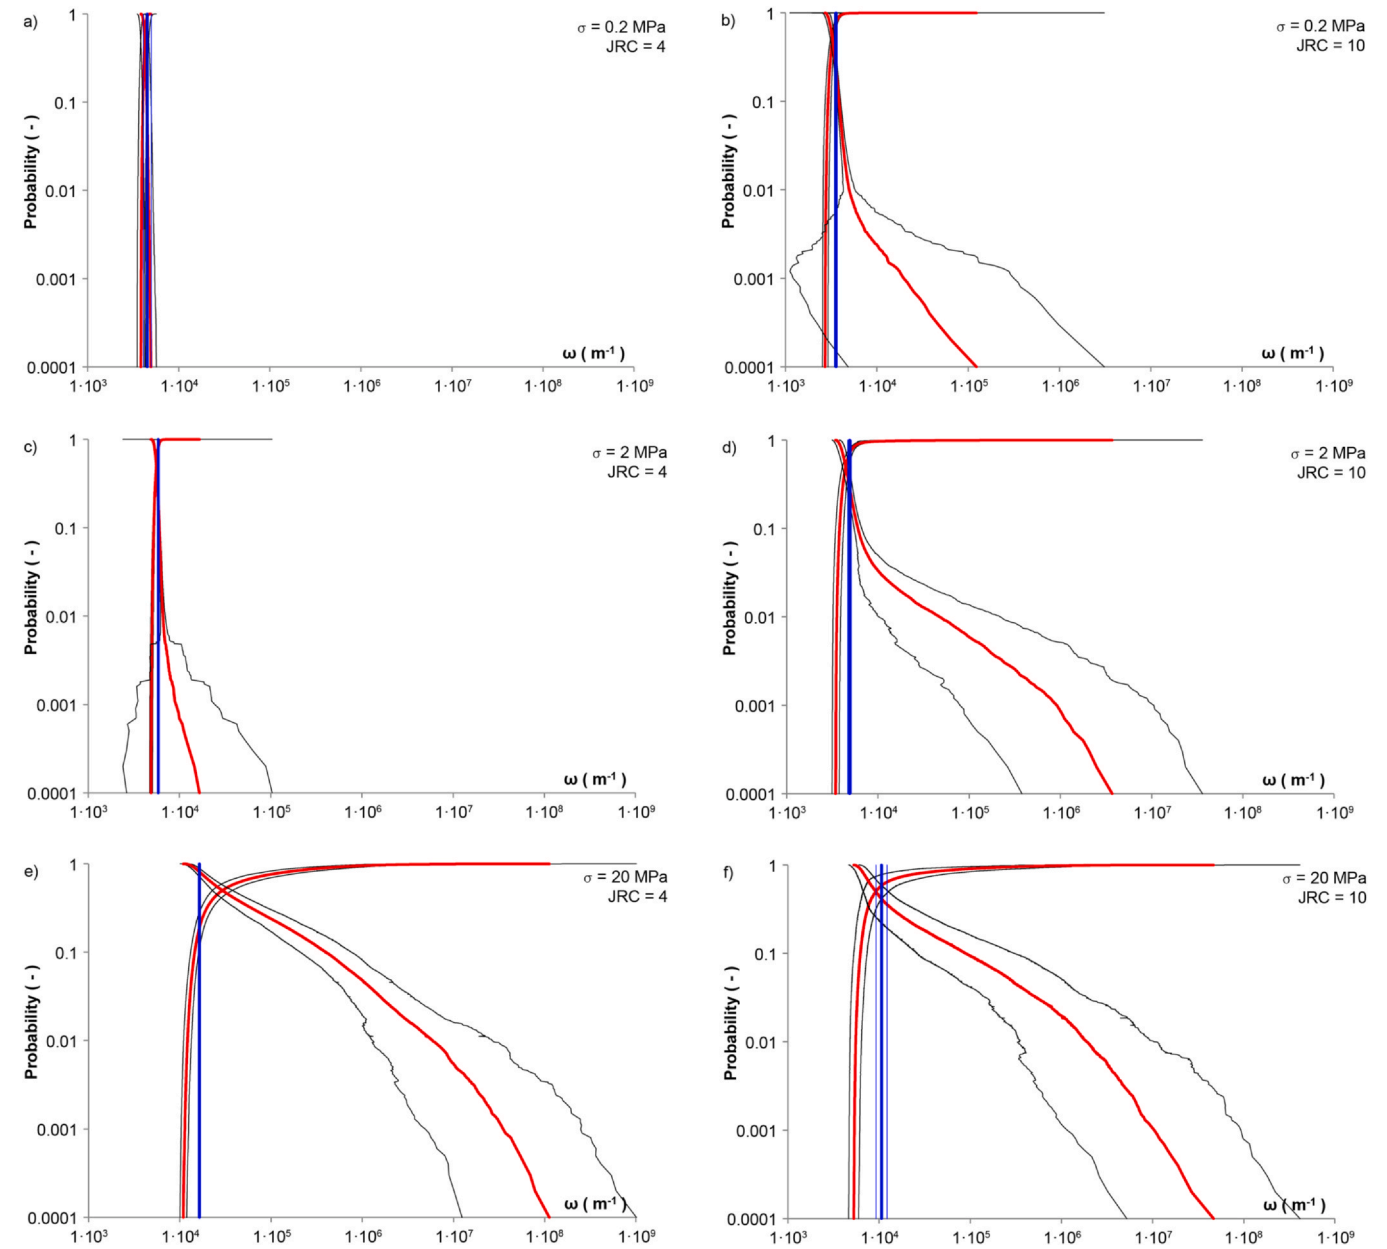 a)
σ = 0.2 MPa
JRC = 4
Probability ( - )
1
0.1
0.01
0.001
0.0001
ω ( m⁻¹ )
1·10³ 1·10⁴ 1·10⁵ 1·10⁶ 1·10⁷ 1·10⁸ 1·10⁹
b)
σ = 0.2 MPa
JRC = 10
Probability ( - )
1
0.1
0.01
0.001
0.0001
ω ( m⁻¹ )
1·10³ 1·10⁴ 1·10⁵ 1·10⁶ 1·10⁷ 1·10⁸ 1·10⁹
c)
σ = 2 MPa
JRC = 4
Probability ( - )
1
0.1
0.01
0.001
0.0001
ω ( m⁻¹ )
1·10³ 1·10⁴ 1·10⁵ 1·10⁶ 1·10⁷ 1·10⁸ 1·10⁹
d)
σ = 2 MPa
JRC = 10
Probability ( - )
1
0.1
0.01
0.001
0.0001
ω ( m⁻¹ )
1·10³ 1·10⁴ 1·10⁵ 1·10⁶ 1·10⁷ 1·10⁸ 1·10⁹
e)
σ = 20 MPa
JRC = 4
Probability ( - )
1
0.1
0.01
0.001
0.0001
ω ( m⁻¹ )
1·10³ 1·10⁴ 1·10⁵ 1·10⁶ 1·10⁷ 1·10⁸ 1·10⁹
f)
σ = 20 MPa
JRC = 10
Probability ( - )
1
0.1
0.01
0.001
0.0001
ω ( m⁻¹ )
1·10³ 1·10⁴ 1·10⁵ 1·10⁶ 1·10⁷ 1·10⁸ 1·10⁹